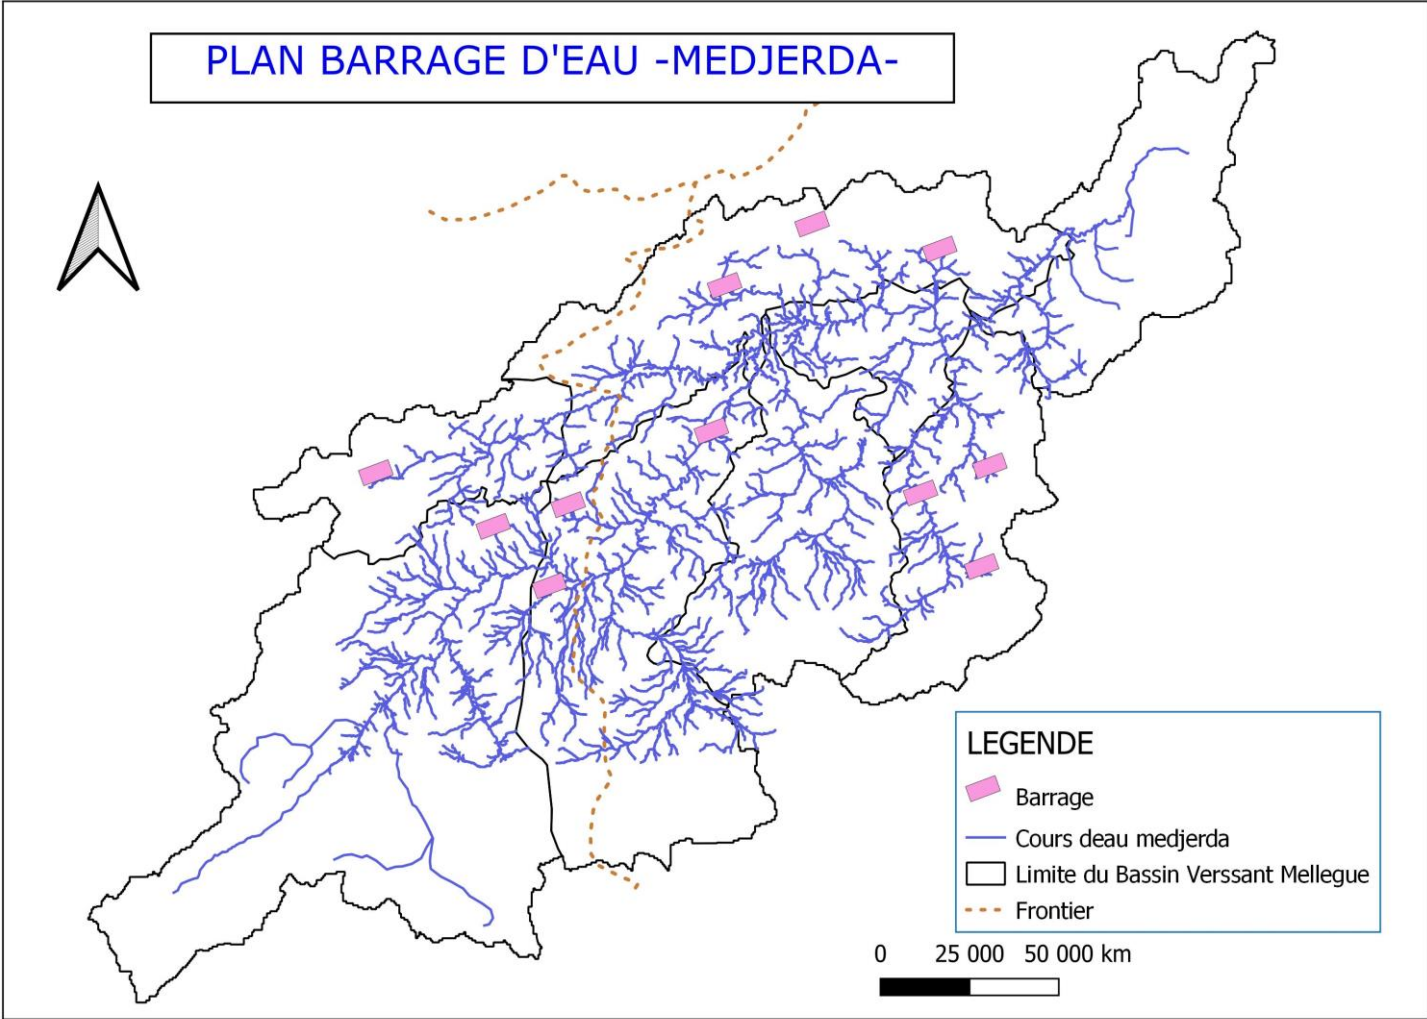 PLAN BARRAGE D'EAU -MEDJERDA-
LEGENDE
Barrage
Cours deau medjerda
Limite du Bassin Verssant Mellegue
Frontier
0 25 000 50 000 km